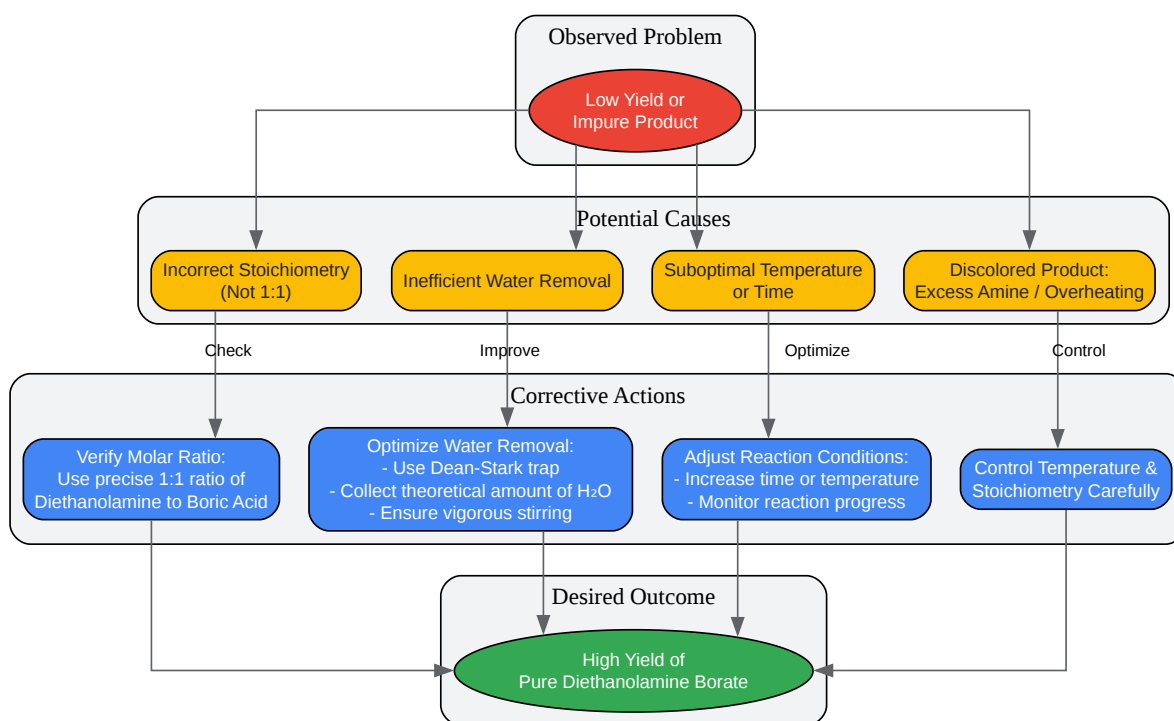 Observed Problem
Low Yield or
Impure Product
Potential Causes
Incorrect Stoichiometry
(Not 1:1)
Inefficient Water Removal
Suboptimal Temperature
or Time
Discolored Product:
Excess Amine / Overheating
Check
Improve
Optimize
Control
Corrective Actions
Verify Molar Ratio:
Use precise 1:1 ratio of
Diethanolamine to Boric Acid
Optimize Water Removal:
- Use Dean-Stark trap
- Collect theoretical amount of H₂O
- Ensure vigorous stirring
Adjust Reaction Conditions:
- Increase time or temperature
- Monitor reaction progress
Control Temperature &
Stoichiometry Carefully
Desired Outcome
High Yield of
Pure Diethanolamine Borate